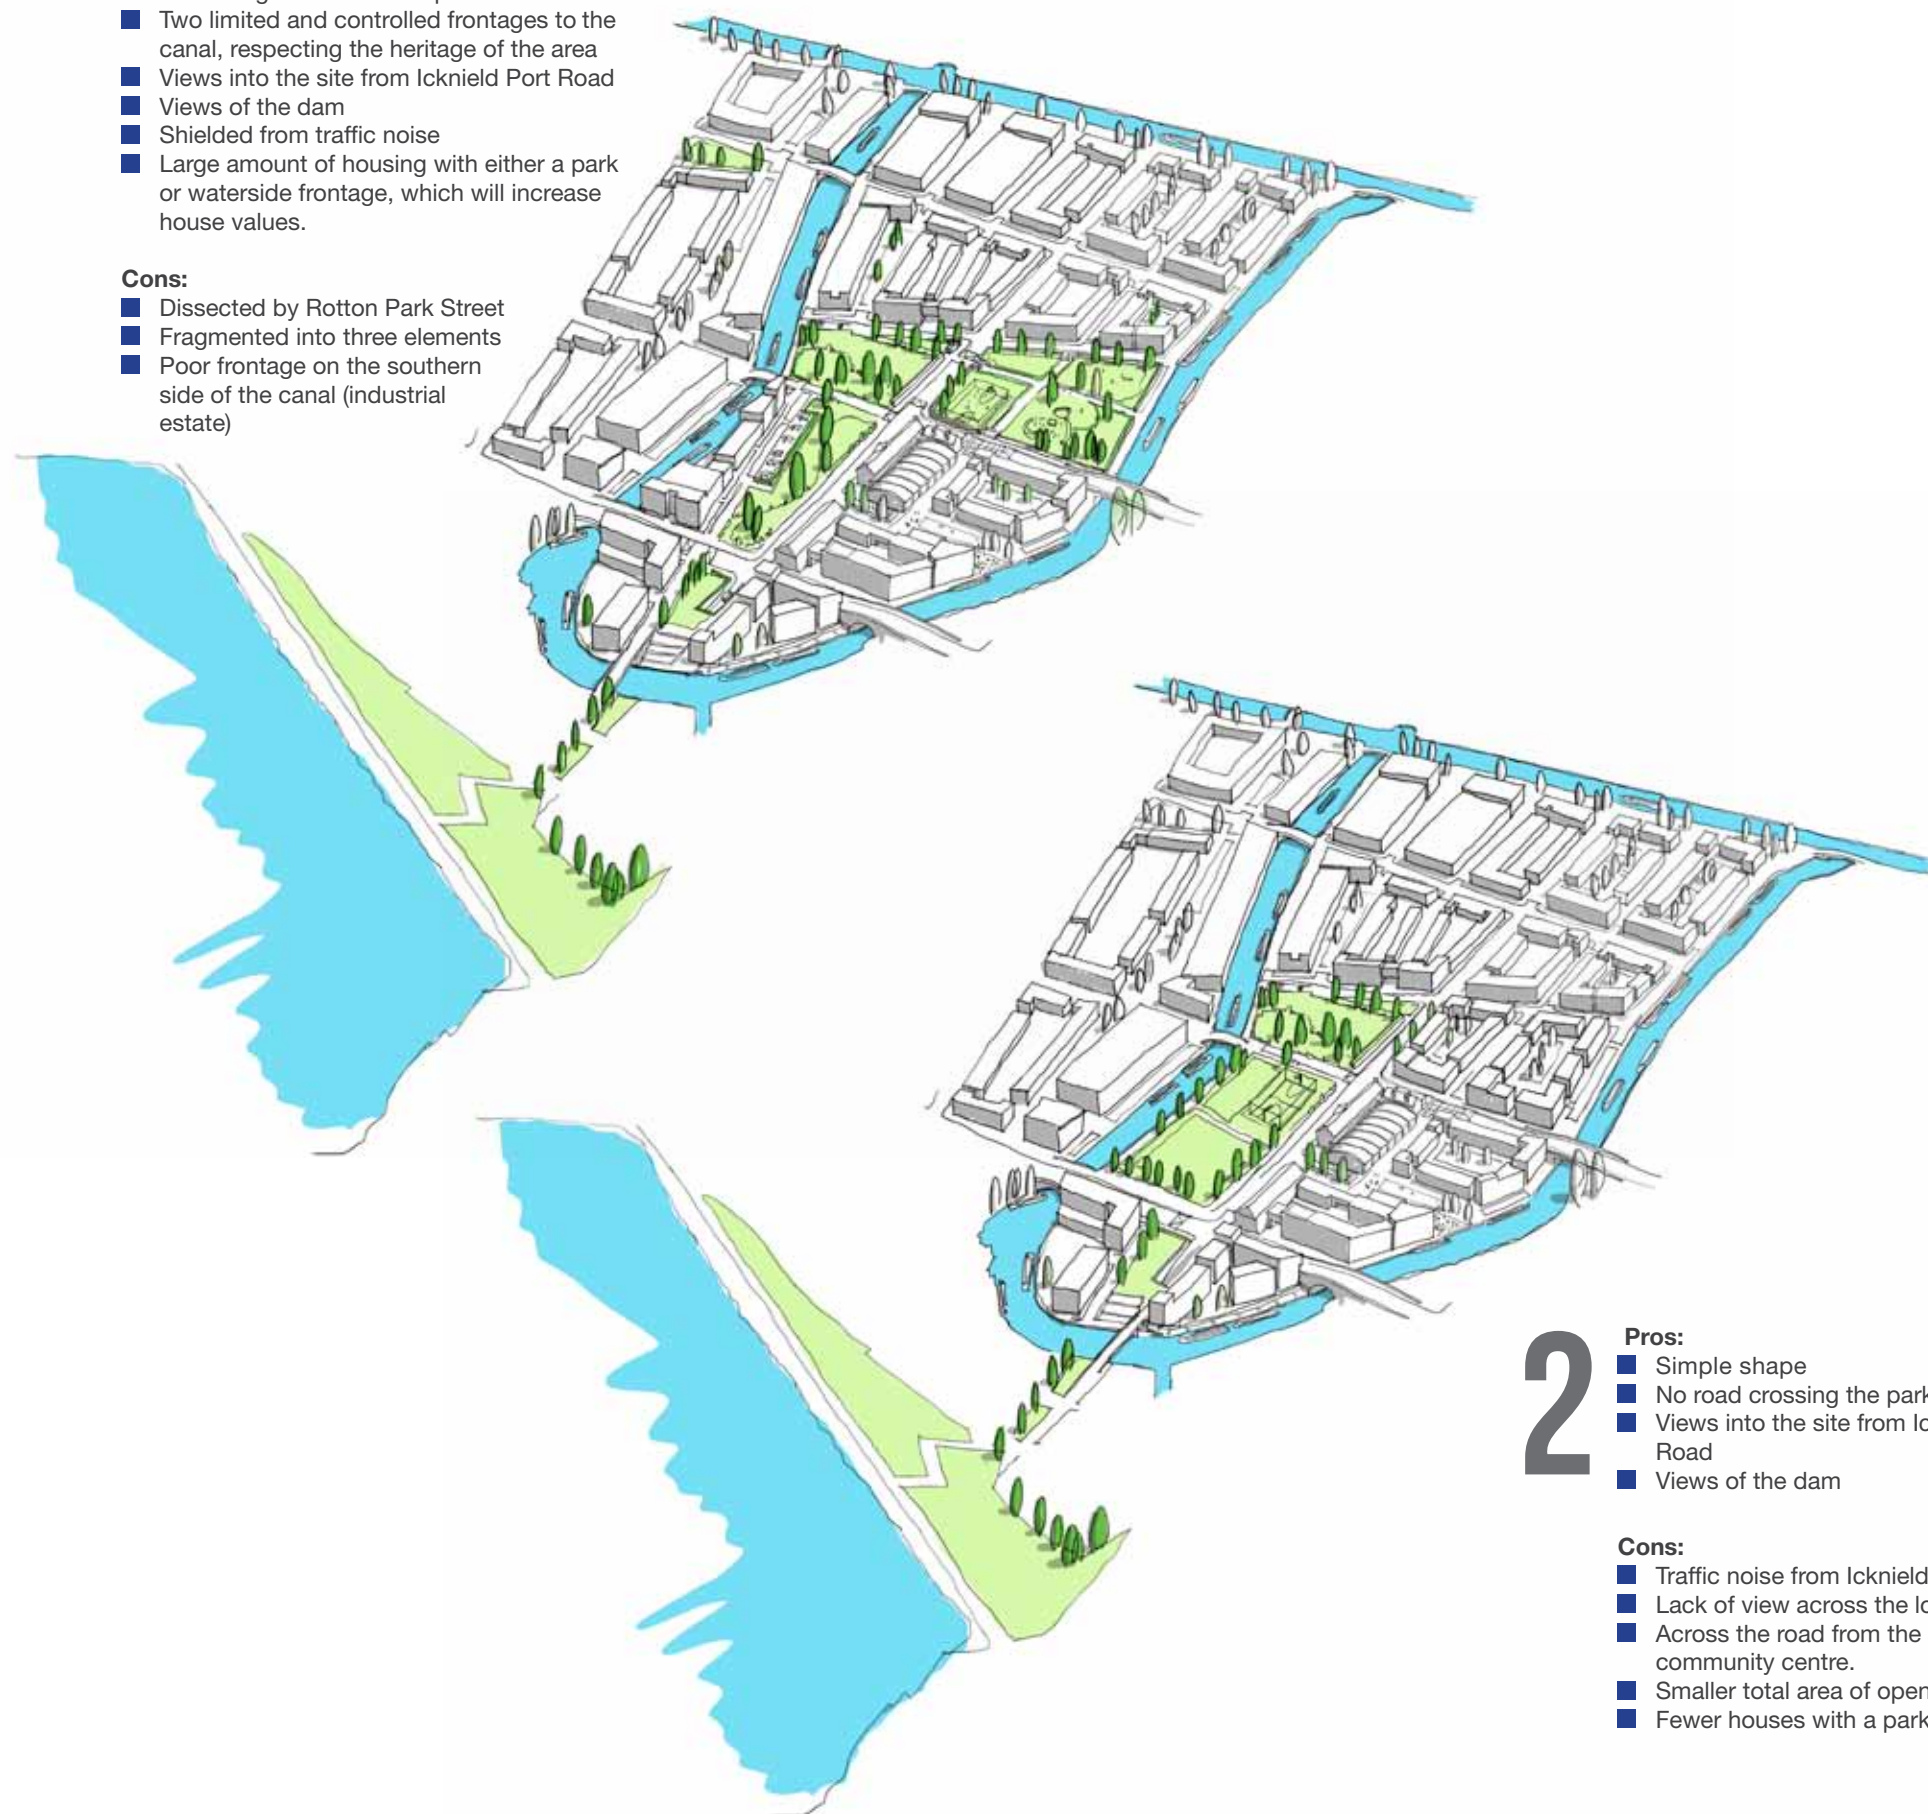 Two limited and controlled frontages to the
canal, respecting the heritage of the area
Views into the site from Icknield Port Road
Views of the dam
Shielded from traffic noise
Large amount of housing with either a park
or waterside frontage, which will increase
house values.
Cons:
Dissected by Rotton Park Street
Fragmented into three elements
Poor frontage on the southern
side of the canal (industrial
estate)
2
Pros:
Simple shape
No road crossing the park
Views into the site from
Road
Views of the dam
Cons:
Traffic noise from Icknield
Lack of view across the
Across the road from the
community centre.
Smaller total area of open
Fewer houses with a park